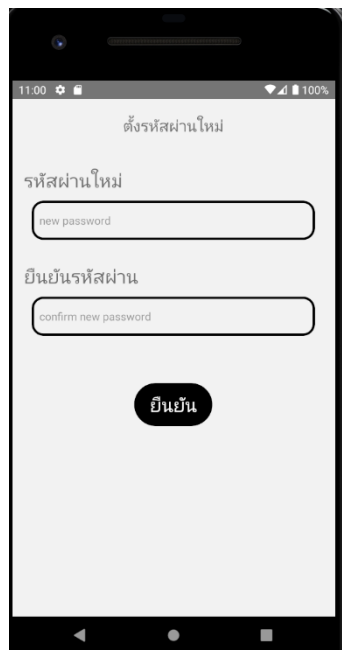 11:00 100%
ตั้งรหัสผ่านใหม่
รหัสผ่านใหม่
new password
ยืนยันรหัสผ่าน
confirm new password
ยืนยัน